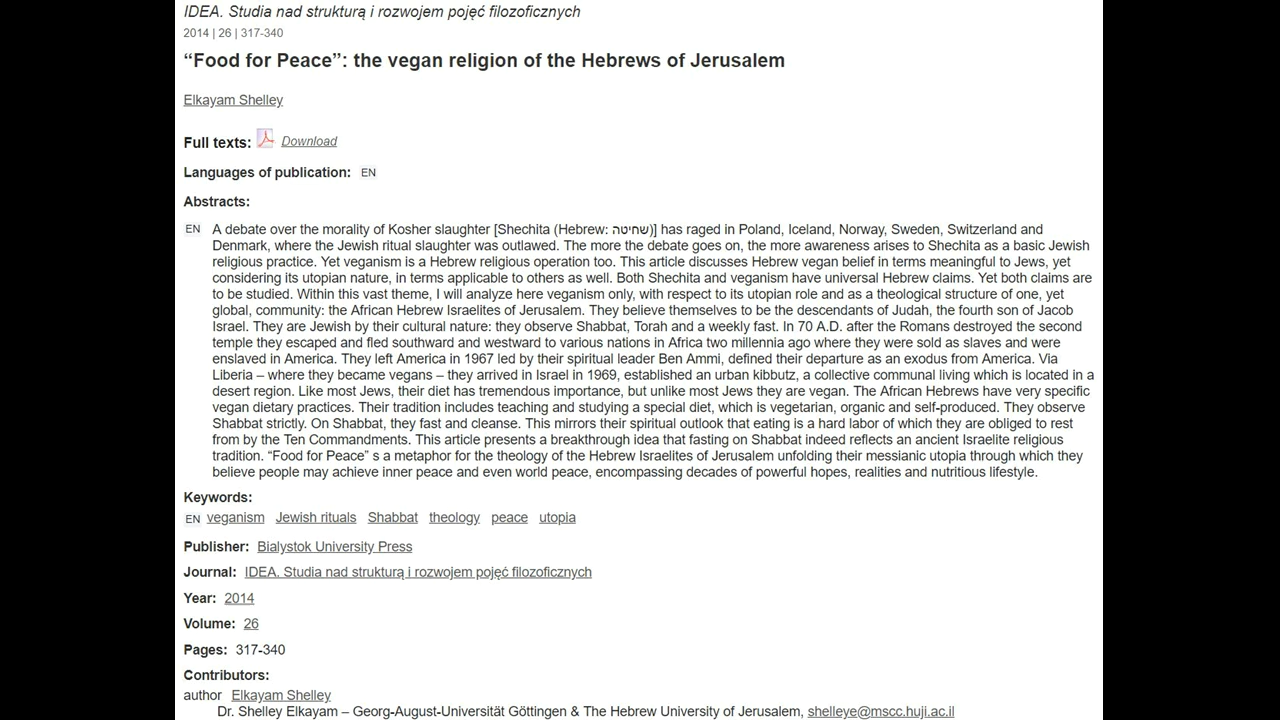 IDEA. Studia nad strukturą i rozwojem pojęć filozoficznych
2014 | 26 | 317-340
“Food for Peace”: the vegan religion of the Hebrews of Jerusalem
Elkayam Shelley
Full texts: Download
Languages of publication: EN
Abstracts:
EN A debate over the morality of Kosher slaughter [Shechita (Hebrew: שחיטה)] has raged in Poland, Iceland, Norway, Sweden, Switzerland and
Denmark, where the Jewish ritual slaughter was outlawed. The more the debate goes on, the more awareness arises to Shechita as a basic Jewish
religious practice. Yet veganism is a Hebrew religious operation too. This article discusses Hebrew vegan belief in terms meaningful to Jews, yet
considering its utopian nature, in terms applicable to others as well. Both Shechita and veganism have universal Hebrew claims. Yet both claims are
to be studied. Within this vast theme, I will analyze here veganism only, with respect to its utopian role and as a theological structure of one, yet
global, community: the African Hebrew Israelites of Jerusalem. They believe themselves to be the descendants of Judah, the fourth son of Jacob
Israel. They are Jewish by their cultural nature: they observe Shabbat, Torah and a weekly fast. In 70 A.D. after the Romans destroyed the second
temple they escaped and fled southward and westward to various nations in Africa two millennia ago where they were sold as slaves and were
enslaved in America. They left America in 1967 led by their spiritual leader Ben Ammi, defined their departure as an exodus from America. Via
Liberia – where they became vegans – they arrived in Israel in 1969, established an urban kibbutz, a collective communal living which is located in a
desert region. Like most Jews, their diet has tremendous importance, but unlike most Jews they are vegan. The African Hebrews have very specific
vegan dietary practices. Their tradition includes teaching and studying a special diet, which is vegetarian, organic and self-produced. They observe
Shabbat strictly. On Shabbat, they fast and cleanse. This mirrors their spiritual outlook that eating is a hard labor of which they are obliged to rest
from by the Ten Commandments. This article presents a breakthrough idea that fasting on Shabbat indeed reflects an ancient Israelite religious
tradition. “Food for Peace” s a metaphor for the theology of the Hebrew Israelites of Jerusalem unfolding their messianic utopia through which they
believe people may achieve inner peace and even world peace, encompassing decades of powerful hopes, realities and nutritious lifestyle.
Keywords:
EN veganism Jewish rituals Shabbat theology peace utopia
Publisher: Bialystok University Press
Journal: IDEA. Studia nad strukturą i rozwojem pojęć filozoficznych
Year: 2014
Volume: 26
Pages: 317-340
Contributors:
author Elkayam Shelley
Dr. Shelley Elkayam – Georg-August-Universität Göttingen & The Hebrew University of Jerusalem, shelleye@mscc.huji.ac.il